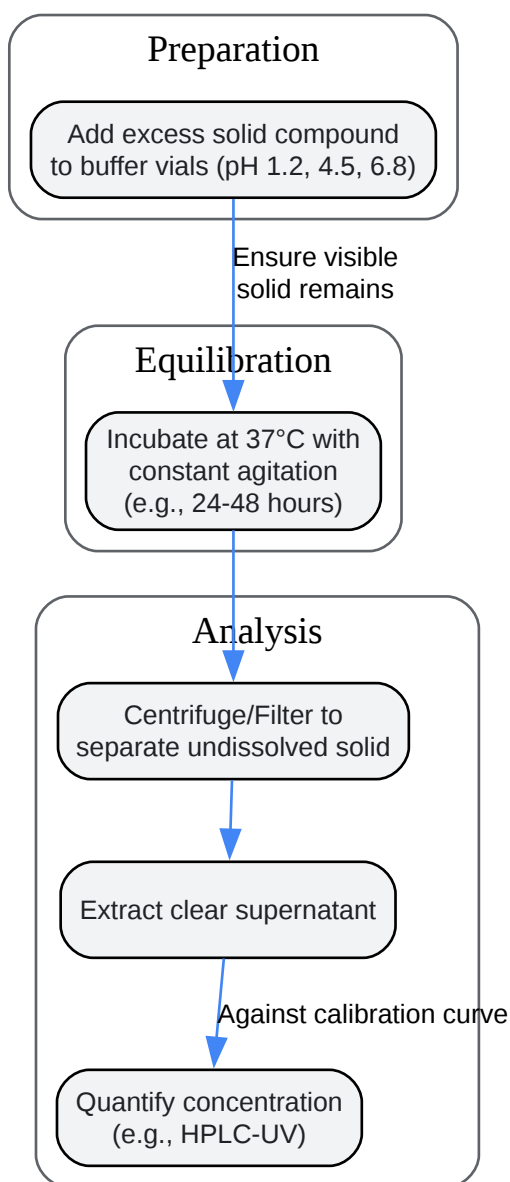 Preparation
Add excess solid compound
to buffer vials (pH 1.2, 4.5, 6.8)
Ensure visible
solid remains
Equilibration
Incubate at 37°C with
constant agitation
(e.g., 24-48 hours)
Analysis
Centrifuge/Filter to
separate undissolved solid
Extract clear supernatant
Against calibration curve
Quantify concentration
(e.g., HPLC-UV)